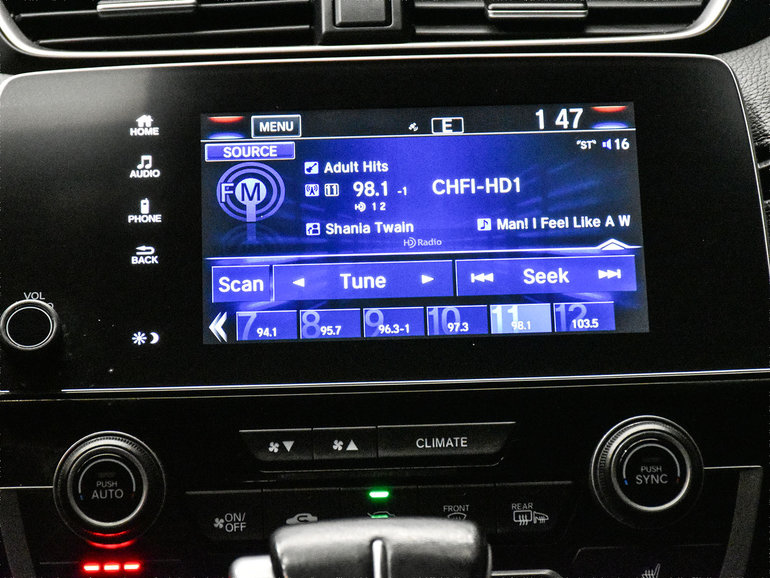 MENU E 1 47
SOURCE "ST" 16
HOME
AUDIO
PHONE
BACK
FM
Adult Hits
11 98.1 -1 CHFI-HD1
HD 1 2
Shania Twain Man! I Feel Like A W
HD Radio
Scan Tune Seek
7 94.1 8 95.7 9 96.3-1 10 97.3 11 98.1 12 103.5
VOL
CLIMATE
PUSH AUTO
PUSH SYNC
ON/OFF
FRONT
REAR